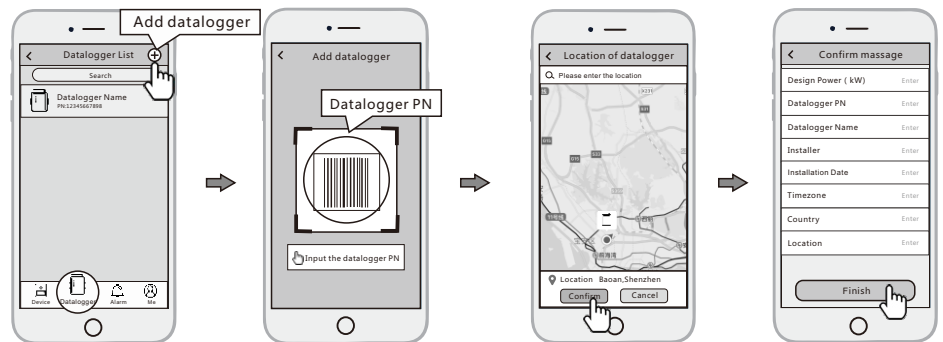 Add datalogger
Datalogger List
Search
Datalogger Name
PN:12345667898
Device
Datalogger
Alarm
Me
Add datalogger
Datalogger PN
Input the datalogger PN
Location of datalogger
Please enter the location
Location Baoan,Shenzhen
Confirm
Cancel
Confirm massage
Design Power ( kW) Enter
Datalogger PN Enter
Datalogger Name Enter
Installer Enter
Installation Date Enter
Timezone Enter
Country Enter
Location Enter
Finish